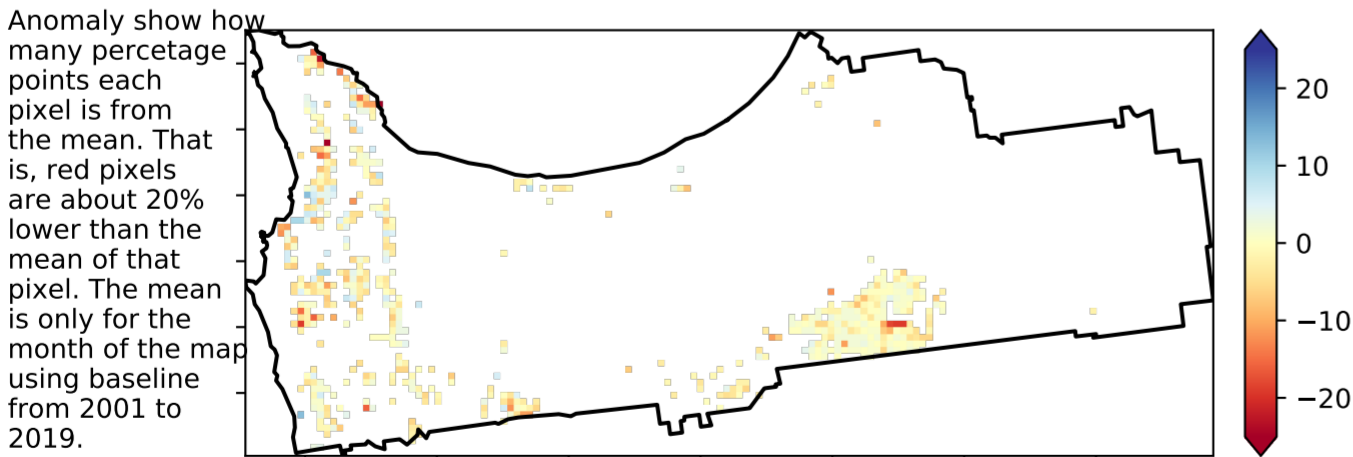 Anomaly show how
many percetage
points each
pixel is from
the mean. That
is, red pixels
are about 20%
lower than the
mean of that
pixel. The mean
is only for the
month of the map
using baseline
from 2001 to
2019.
20
10
0
−10
−20